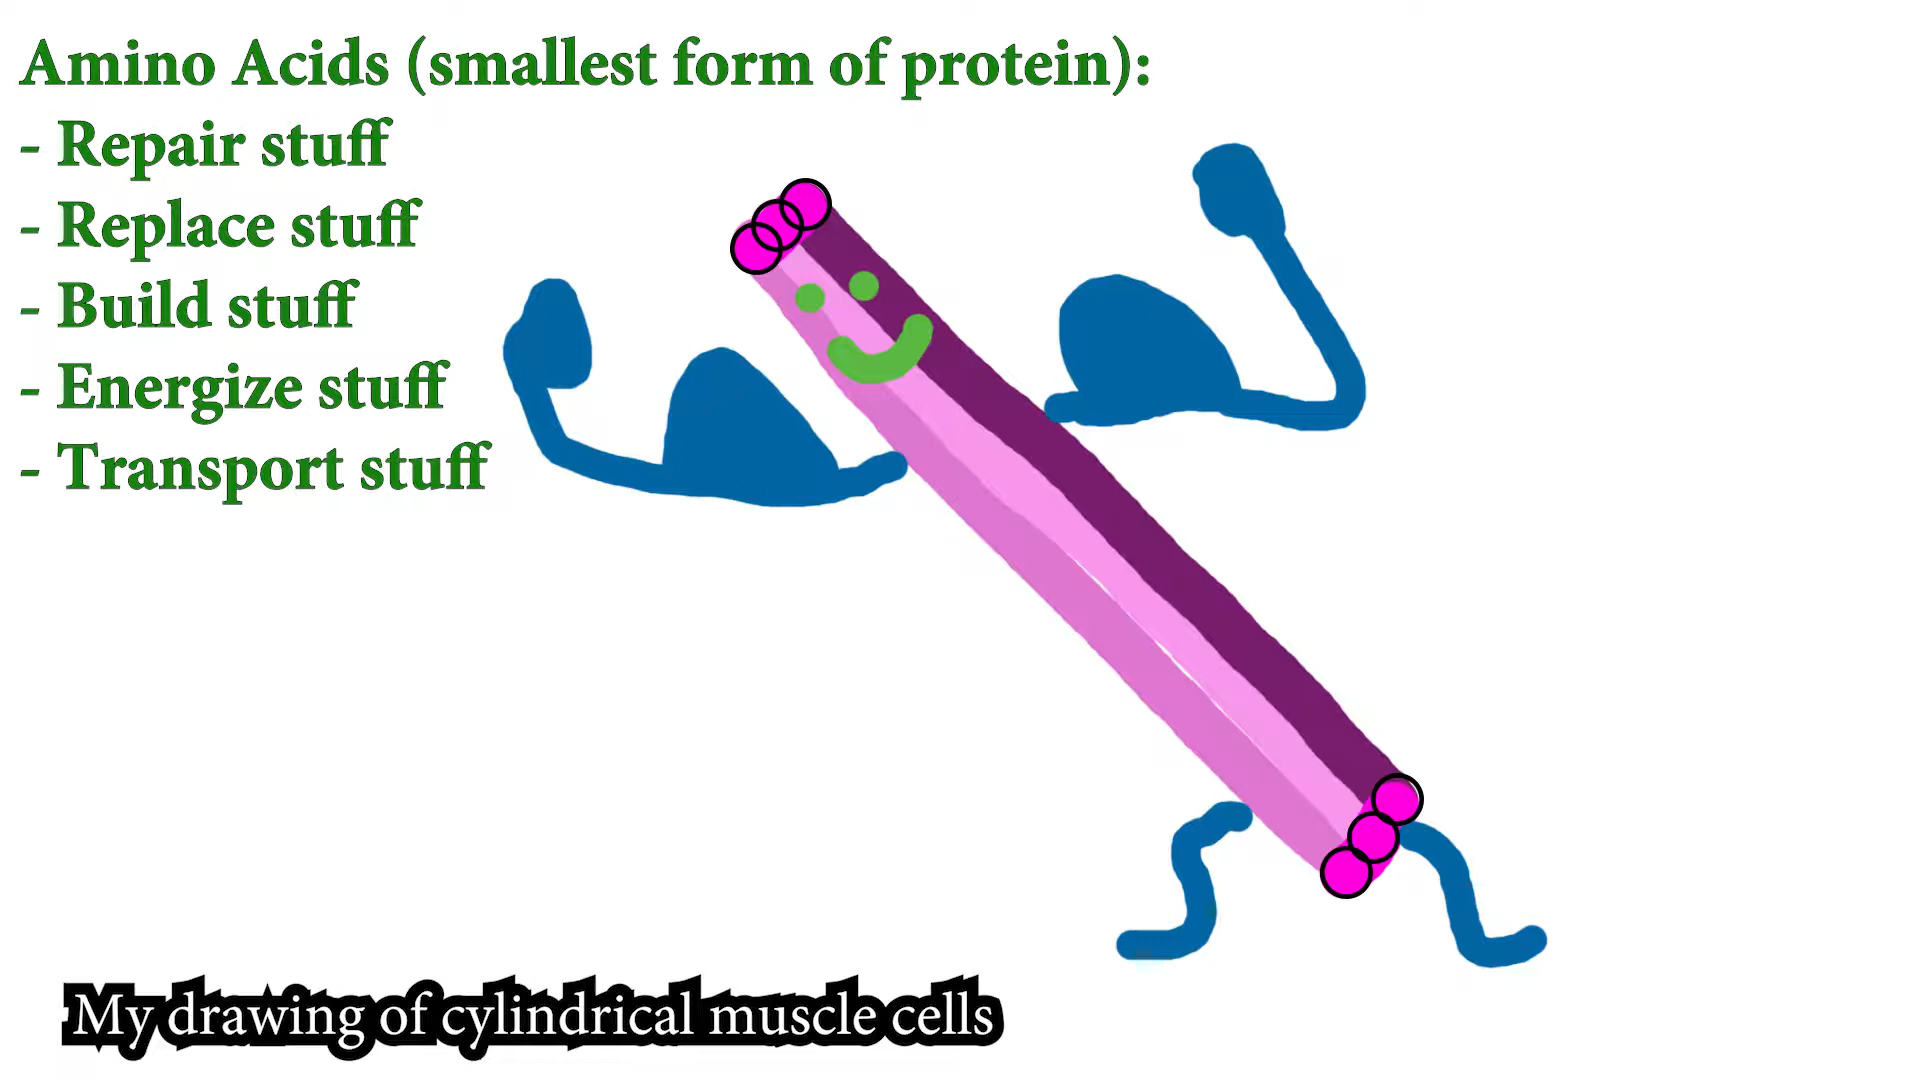 Amino Acids (smallest form of protein):
- Repair stuff
- Replace stuff
- Build stuff
- Energize stuff
- Transport stuff
My drawing of cylindrical muscle cells